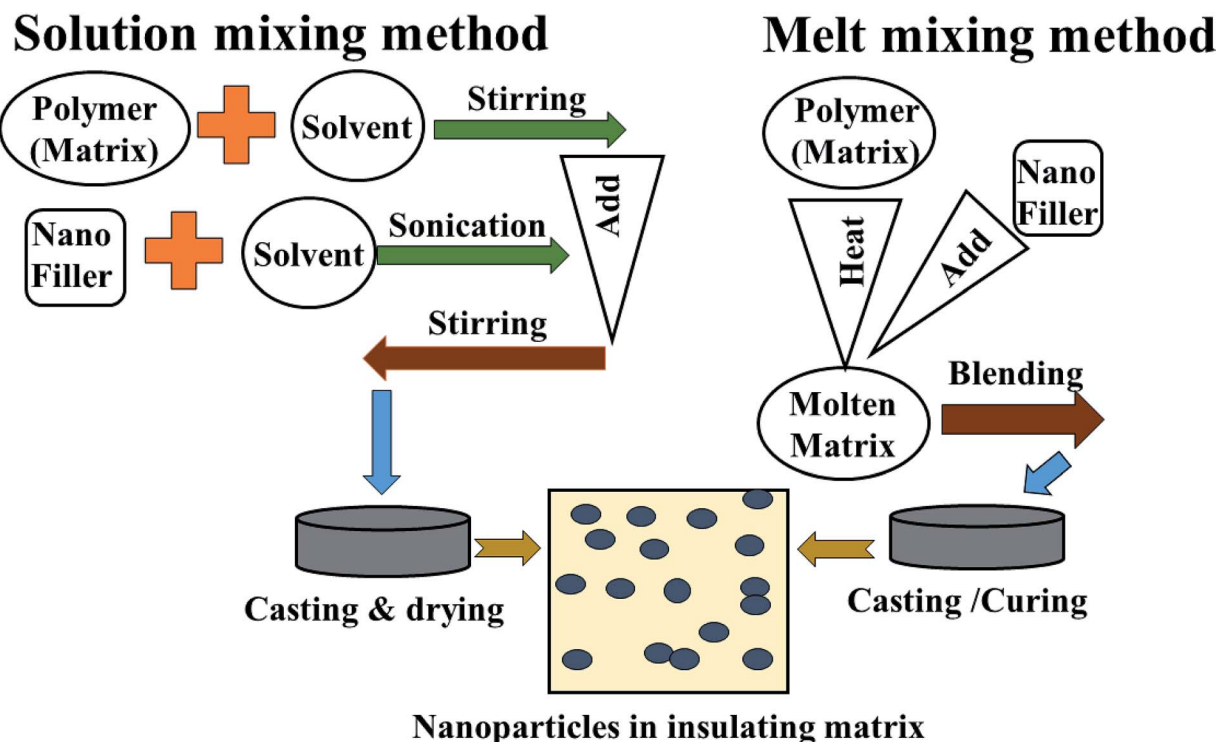 Solution mixing method
Polymer
(Matrix)
Solvent
Stirring
Nano
Filler
Solvent
Sonication
Add
Stirring
Casting & drying
Melt mixing method
Polymer
(Matrix)
Nano
Filler
Heat
Add
Molten
Matrix
Blending
Casting /Curing
Nanoparticles in insulating matrix